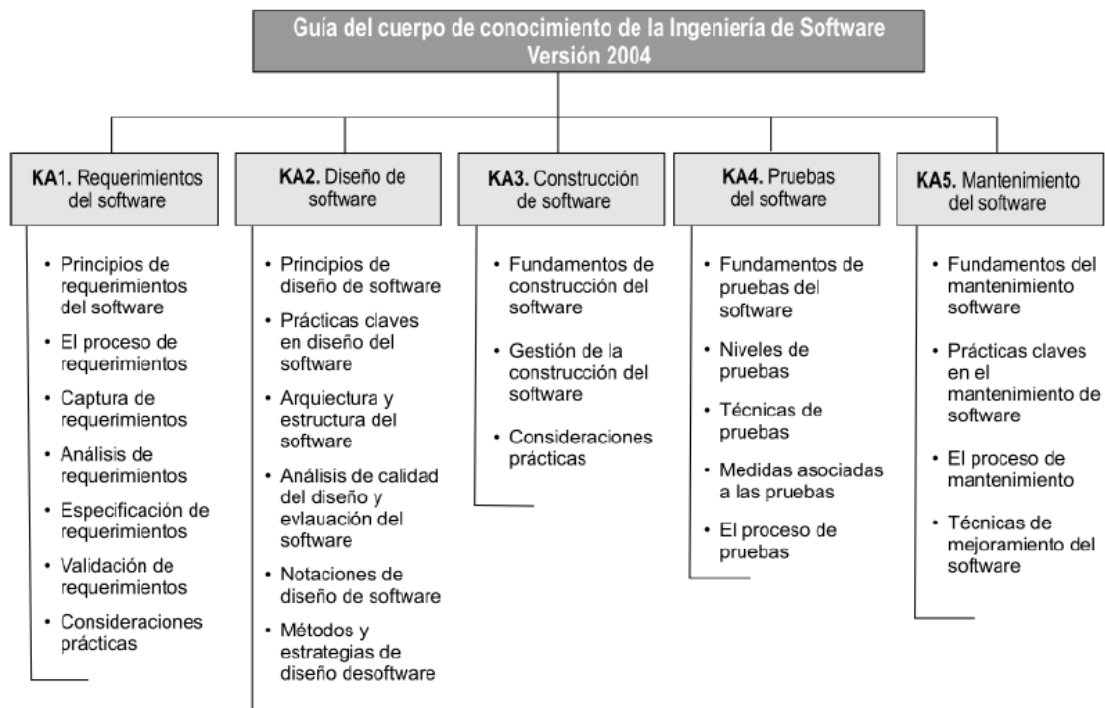 Guía del cuerpo de conocimiento de la Ingeniería de Software
Versión 2004
KA1. Requerimientos
del software
• Principios de
requerimientos
del software
• El proceso de
requerimientos
• Captura de
requerimientos
• Análisis de
requerimientos
• Especificación de
requerimientos
• Validación de
requerimientos
• Consideraciones
prácticas
KA2. Diseño de
software
• Principios de
diseño de software
• Prácticas claves
en diseño del
software
• Arquiectura y
estructura del
software
• Análisis de calidad
del diseño y
evlauación del
software
• Notaciones de
diseño de software
• Métodos y
estrategias de
diseño desoftware
KA3. Construcción
de software
• Fundamentos de
construcción del
software
• Gestión de la
construcción del
software
• Consideraciones
prácticas
KA4. Pruebas
del software
• Fundamentos de
pruebas del
software
• Niveles de
pruebas
• Técnicas de
pruebas
• Medidas asociadas
a las pruebas
• El proceso de
pruebas
KA5. Mantenimiento
del software
• Fundamentos del
mantenimiento
software
• Prácticas claves
en el
mantenimiento de
software
• El proceso de
mantenimiento
• Técnicas de
mejoramiento del
software